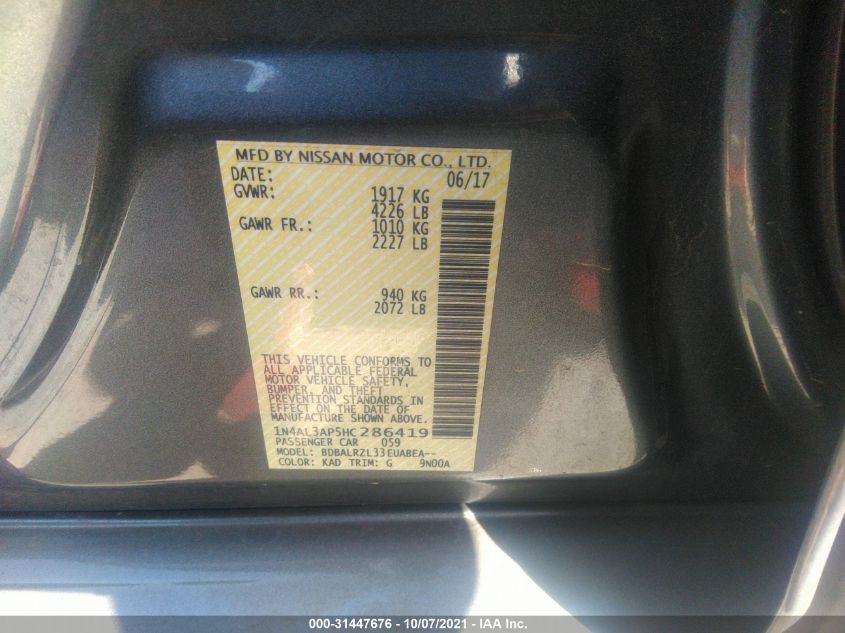 MFD BY NISSAN MOTOR CO., LTD.
DATE: 06/17
GVWR: 1917 KG
4226 LB
GAWR FR.: 1010 KG
2227 LB
GAWR RR.: 940 KG
2072 LB
THIS VEHICLE CONFORMS TO
ALL APPLICABLE FEDERAL
MOTOR VEHICLE SAFETY,
BUMPER, AND THEFT
PREVENTION STANDARDS IN
EFFECT ON THE DATE OF
MANUFACTURE SHOWN ABOVE.
1N4AL3AP5HC286419
PASSENGER CAR 059
MODEL: BDBALRZL33EUABEA--
COLOR: KAD TRIM: G 9N00A
000-31447676 - 10/07/2021 - IAA Inc.